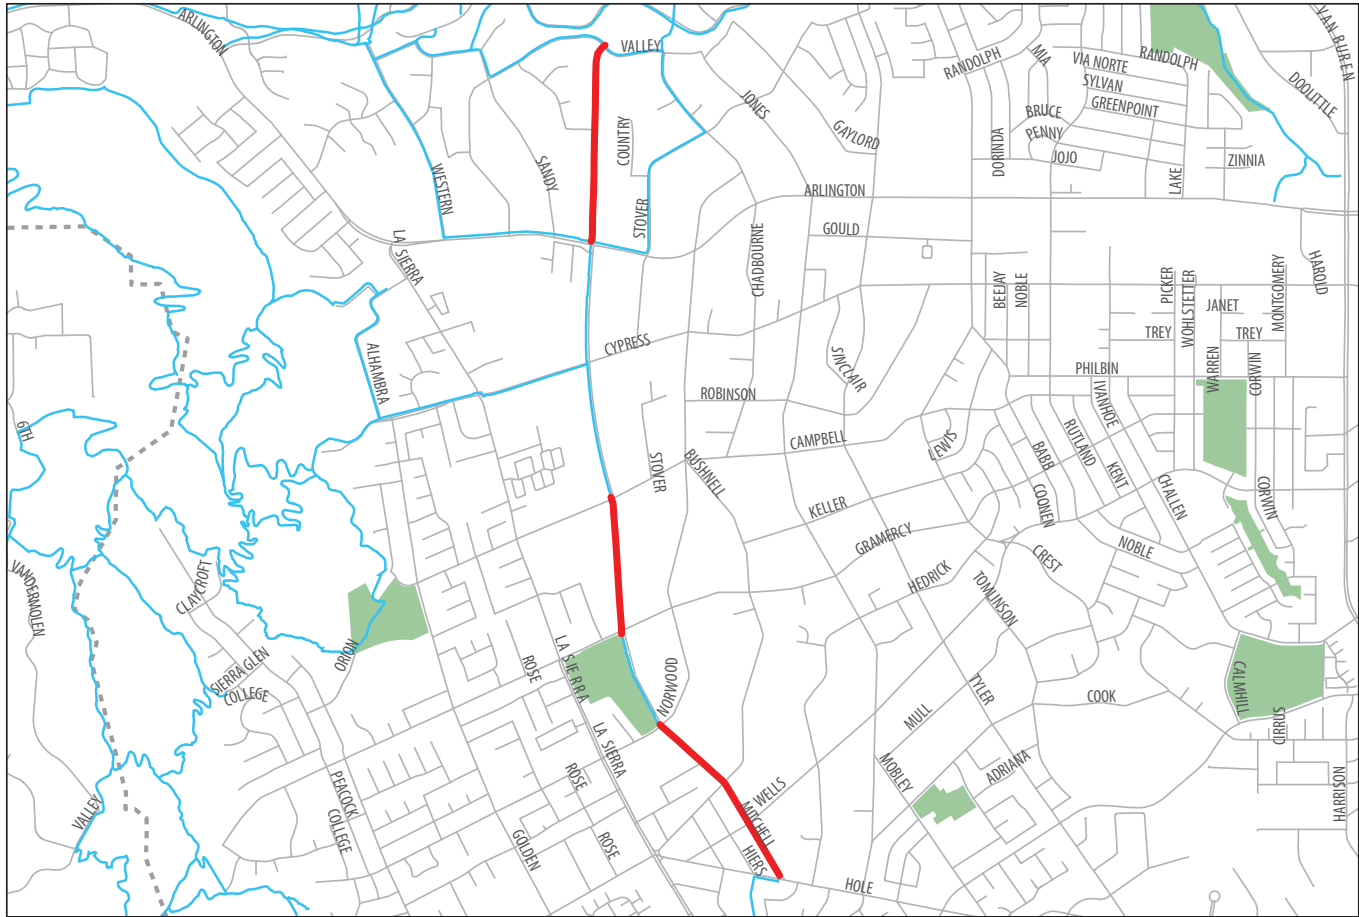 ARLINGTON
VALLEY
RANDOLPH
MIA
VIA NORTE
RANDOLPH
VAN BUREN
DOOLITTLE
SYLVAN
GREENPOINT
JONES
GAYLORD
BRUCE
PENNY
JOJO
DORINDA
LAKE
ZINNIA
COUNTRY
SANDY
WESTERN
STOVER
ARLINGTON
GOULD
CHADBOURNE
LA SIERRA
HAROLD
BEEJAY
NOBLE
PICKER
WOHLSTETTER
JANET
MONTGOMERY
TREY
TREY
CYPRESS
SINCLAIR
ALHAMBRA
PHILBIN
WARREN
CORWIN
IVANHOE
ROBINSON
6TH
CAMPBELL
LEWIS
BABB
RUTLAND
KENT
STOVER
BUSHNELL
KELLER
COONEN
CHALLEN
CORWIN
GRAMERCY
NOBLE
CREST
HEDRICK
TOMLINSON
VANDERMOLEN
CLAYCROFT
ORION
SIERRA GLEN
COLLEGE
ROSE
LA SIERRA
NORWOOD
LA SIERRA
TYLER
MULL
COOK
CALMHILL
CIRRUS
MOBLEY
ADRIANA
HARRISON
VALLEY
PEACOCK
COLLEGE
ROSE
WELLS
MITCHELL
HIERS
GOLDEN
ROSE
HOLE